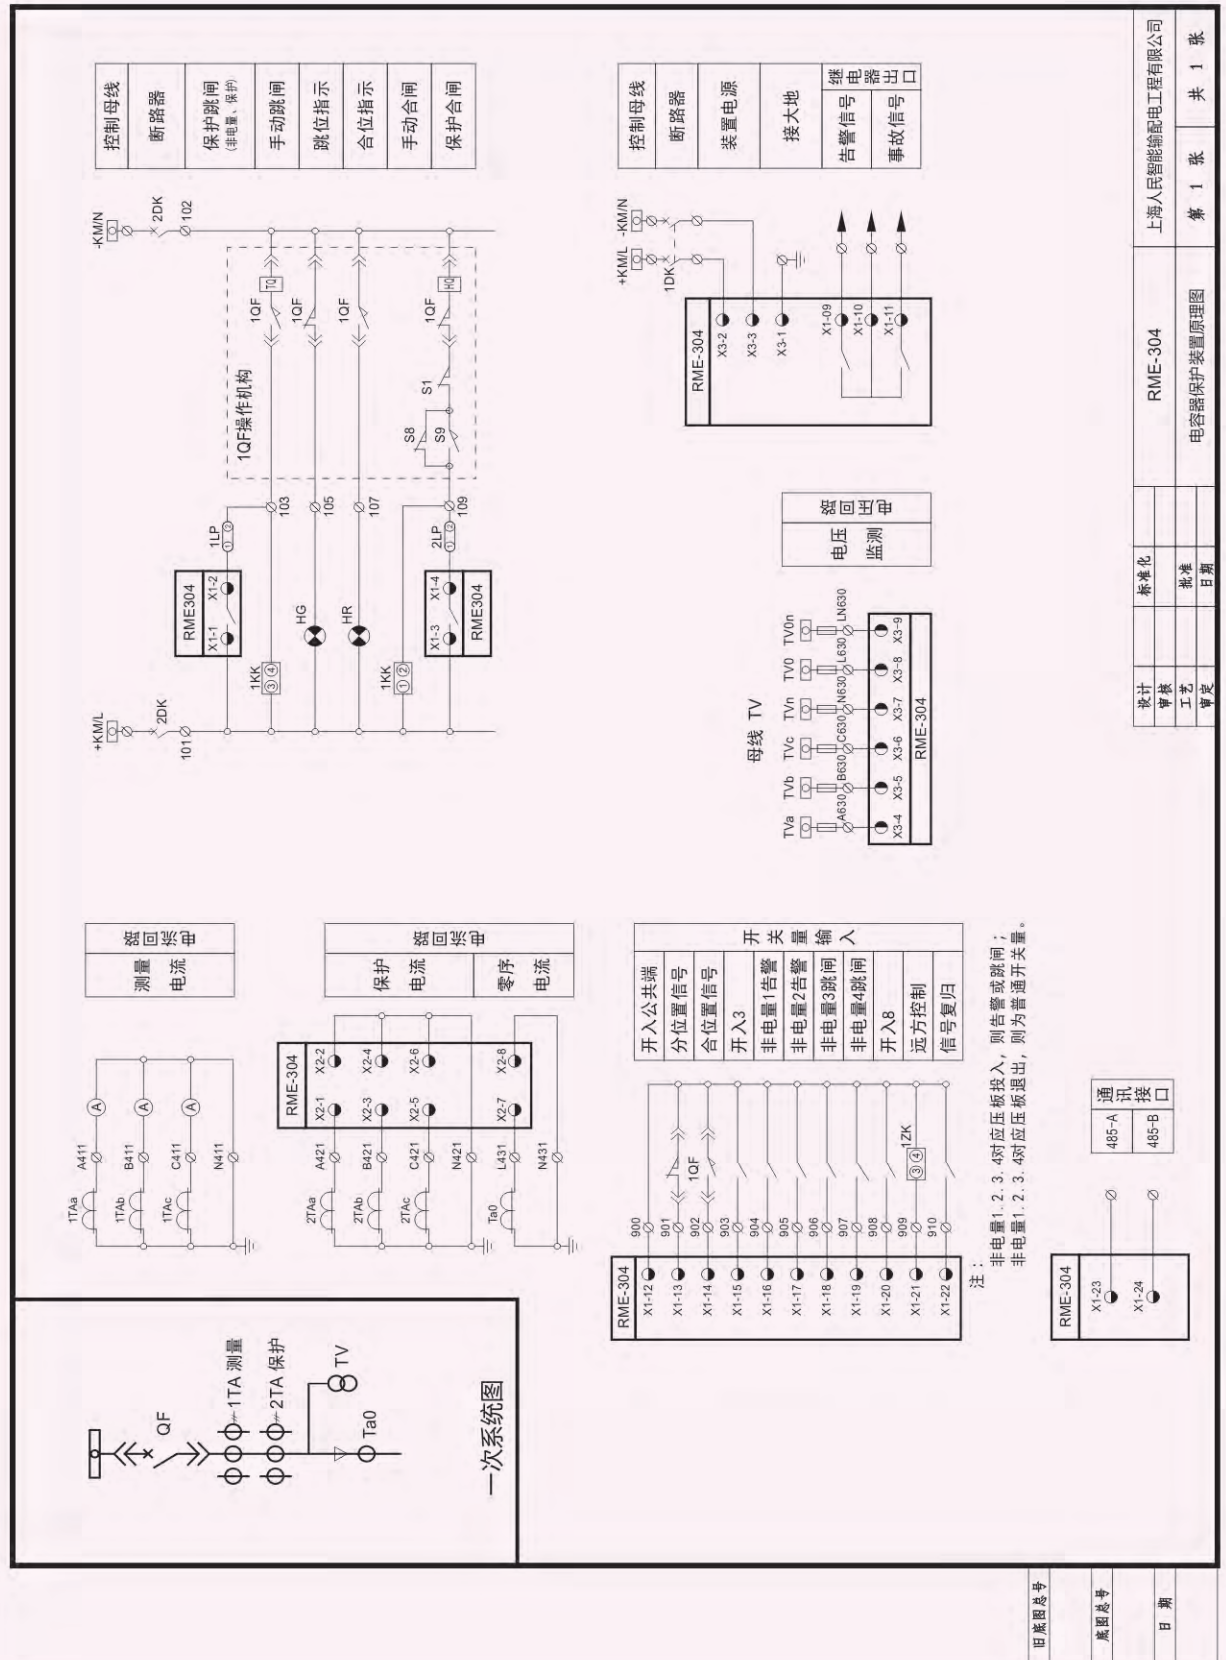 一次系统图
QF
1TA 测量
2TA 保护
TV
Ta0
电流回路
测量
电流
1TAa
A411
A
1TAb
B411
A
1TAc
C411
A
N411
电流回路
保护
电流
零序
电流
RME-304
2TAa
A421
X2-1
X2-2
2TAb
B421
X2-3
X2-4
2TAc
C421
X2-5
X2-6
N421
Ta0
L431
X2-7
X2-8
N431
控制母线
断路器
保护跳闸
(非电量、保护)
手动跳闸
跳位指示
合位指示
手动合闸
保护合闸
+KM/L
2DK
101
-KM/N
2DK
102
RME304
X1-1
X1-2
1LP
① ②
1KK
③ ④
103
1QF操作机构
1QF
TQ
HG
105
1QF
HR
107
1QF
1KK
① ②
RME304
X1-3
X1-4
2LP
① ②
109
S8
S9
S1
1QF
HQ
开关量输入
开入公共端
分位置信号
合位置信号
开入3
非电量1告警
非电量2告警
非电量3跳闸
非电量4跳闸
开入8
远方控制
信号复归
RME-304
X1-12
900
X1-13
901
X1-14
902
1QF
X1-15
903
X1-16
904
X1-17
905
X1-18
906
X1-19
907
X1-20
908
X1-21
909
③ ④
1ZK
X1-22
910
注：
非电量1.2.3.4对应压板投入，则告警或跳闸；
非电量1.2.3.4对应压板退出，则为普通开关量。
母线 TV
TVa
TVb
TVc
TVn
TV0
TV0n
A630
B630
C630
N630
L630
LN630
X3-4
X3-5
X3-6
X3-7
X3-8
X3-9
RME-304
电压回路
电压
监测
控制母线
断路器
装置电源
接大地
继电器出口
告警信号
事故信号
+KM/L
-KM/N
1DK
RME-304
X3-2
X3-3
X3-1
X1-09
X1-10
X1-11
RME-304
X1-23
X1-24
通讯接口
485-A
485-B
设计
审核
工艺
审定
标准化
批准
日期
RME-304
电容器保护装置原理图
上海人民智能输配电工程有限公司
第 1 张
共 1 张
旧底图总号
底图总号
日 期